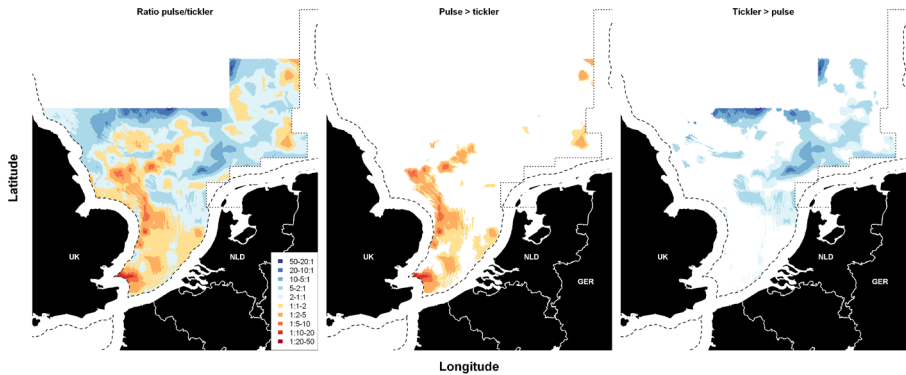 Ratio pulse/tickler
Pulse > tickler
Tickler > pulse
Latitude
UK
NLD
50-20:1
20-10:1
10-5:1
5-2:1
2-1:1
1:1-2
1:2-5
1:5-10
1:10-20
1:20-50
UK
NLD
GER
UK
NLD
GER
Longitude